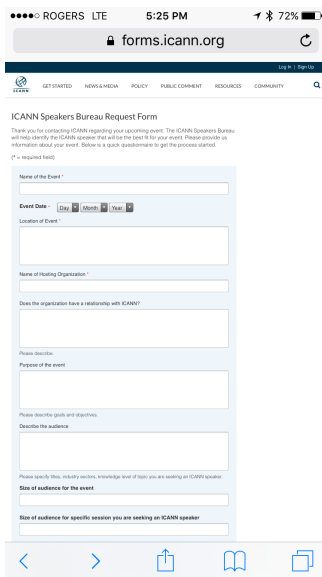 ROGERS LTE 5:25 PM 72%
forms.icann.org
Log In | Sign Up
ICANN GET STARTED NEWS & MEDIA POLICY PUBLIC COMMENT RESOURCES COMMUNITY
ICANN Speakers Bureau Request Form
Thank you for contacting ICANN regarding your upcoming event. The ICANN Speakers Bureau
will help identify the ICANN speaker that will be the best fit for your event. Please provide us
information about your event. Below is a quick questionnaire to get the process started.
(* = required field)
Name of the Event *
Event Date * Day Month Year
Location of Event *
Name of Hosting Organization *
Does the organization have a relationship with ICANN?
Please describe.
Purpose of the event
Please describe goals and objectives.
Describe the audience
Please specify titles, industry sectors, knowledge level of topic you are seeking an ICANN speaker.
Size of audience for the event
Size of audience for specific session you are seeking an ICANN speaker